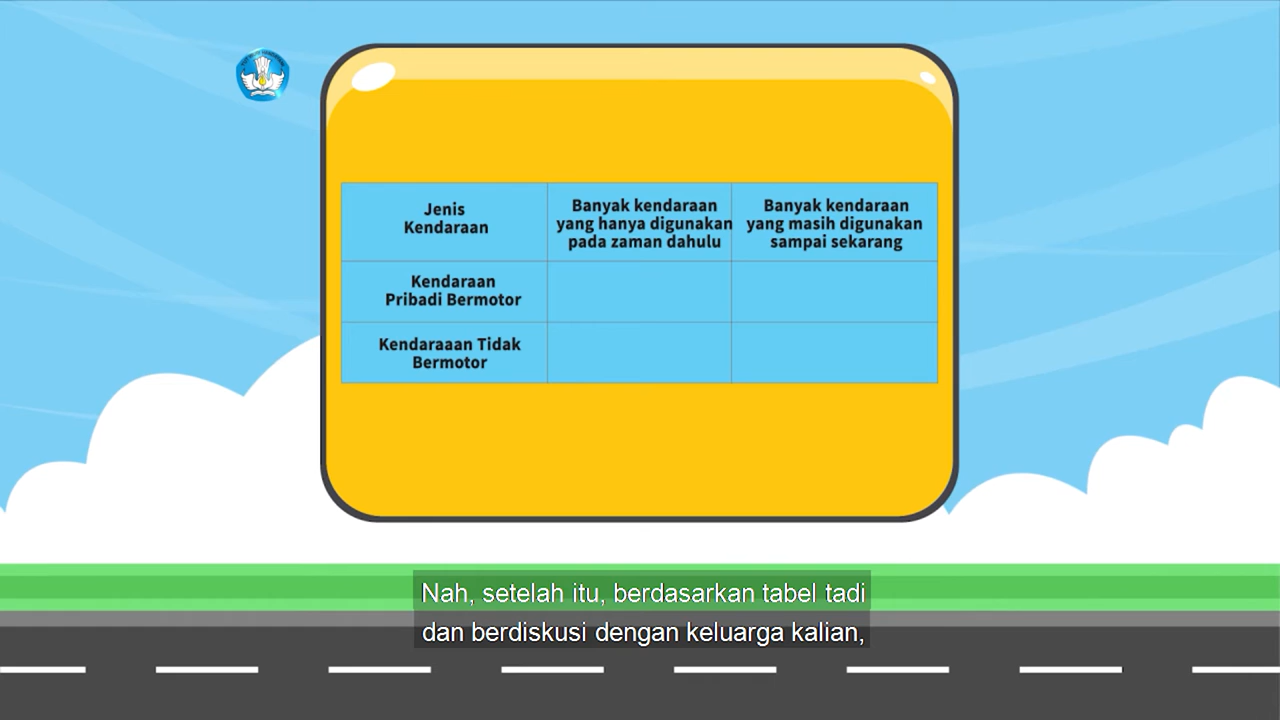 Jenis
Kendaraan
Banyak kendaraan
yang hanya digunakan
pada zaman dahulu
Banyak kendaraan
yang masih digunakan
sampai sekarang
Kendaraan
Pribadi Bermotor
Kendaraaan Tidak
Bermotor
Nah, setelah itu, berdasarkan tabel tadi
dan berdiskusi dengan keluarga kalian,